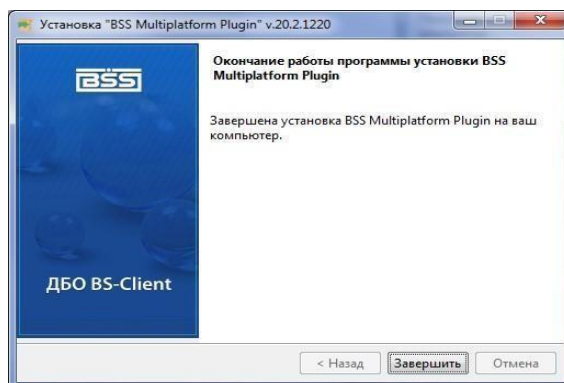 Установка "BSS Multiplatform Plugin" v.20.2.1220
BSS
Окончание работы программы установки BSS
Multiplatform Plugin
Завершена установка BSS Multiplatform Plugin на ваш
компьютер.
ДБО BS-Client
< Назад
Завершить
Отмена